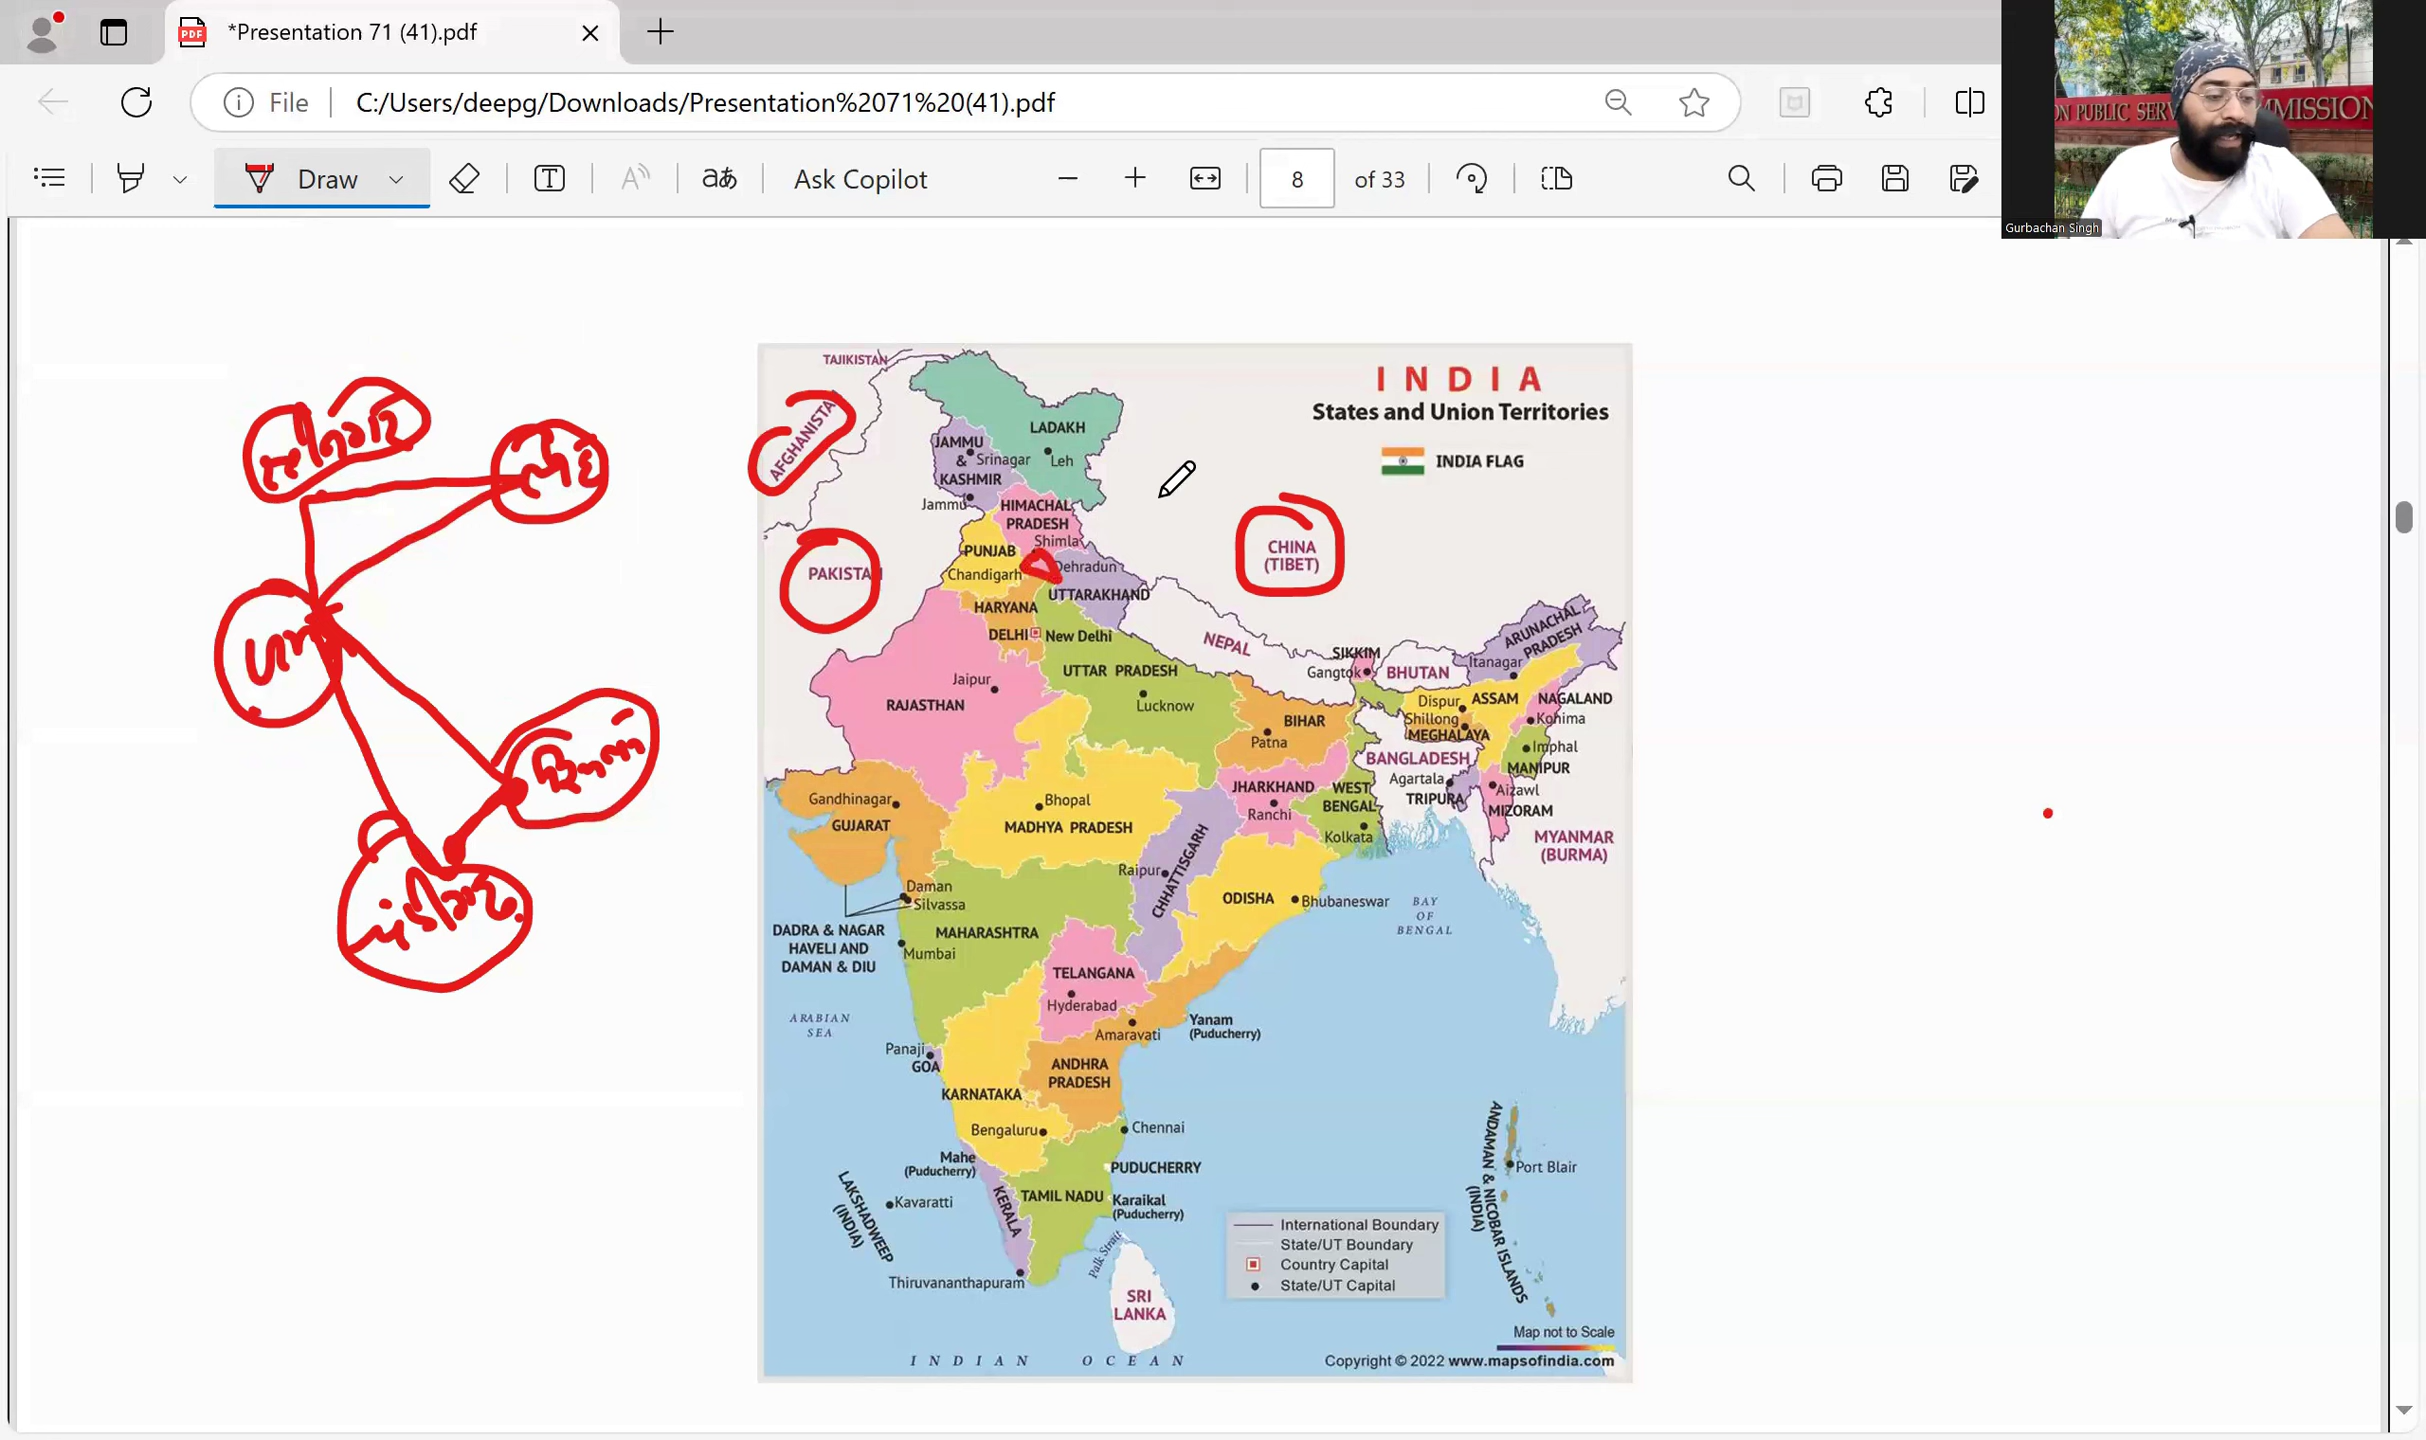 *Presentation 71 (41).pdf
File
C:/Users/deepg/Downloads/Presentation%2071%20(41).pdf
Draw
Ask Copilot
8
of 33
ON PUBLIC SERV
MMISSION
Gurbachan Singh
INDIA
States and Union Territories
INDIA FLAG
TAJIKISTAN
AFGHANISTA
PAKISTA
CHINA
(TIBET)
LADAKH
Leh
JAMMU
&
KASHMIR
Srinagar
Jammu
HIMACHAL
PRADESH
Shimla
PUNJAB
Chandigarh
Dehradun
UTTARAKHAND
HARYANA
DELHI
New Delhi
NEPAL
SIKKIM
Gangtok
BHUTAN
ARUNACHAL
PRADESH
Itanagar
UTTAR PRADESH
Lucknow
Jaipur
RAJASTHAN
BIHAR
Patna
Dispur
ASSAM
NAGALAND
Shillong
Kohima
MEGHALAYA
BANGLADESH
Imphal
MANIPUR
Agartala
TRIPURA
Aizawl
MIZORAM
MYANMAR
(BURMA)
Gandhinagar
GUJARAT
Bhopal
MADHYA PRADESH
JHARKHAND
Ranchi
WEST
BENGAL
Kolkata
CHHATTISGARH
Raipur
ODISHA
Bhubaneswar
BAY
OF
BENGAL
Daman
Silvassa
DADRA & NAGAR
HAVELI AND
DAMAN & DIU
MAHARASHTRA
Mumbai
TELANGANA
Hyderabad
ARABIAN
SEA
Amaravati
Yanam
(Puducherry)
Panaji
GOA
ANDHRA
PRADESH
KARNATAKA
Bengaluru
Chennai
Mahe
(Puducherry)
PUDUCHERRY
LAKSHADWEEP
(INDIA)
Kavaratti
KERALA
TAMIL NADU
Karaikal
(Puducherry)
Palk Strait
Thiruvananthapuram
SRI
LANKA
ANDAMAN & NICOBAR ISLANDS
(INDIA)
Port Blair
International Boundary
State/UT Boundary
Country Capital
State/UT Capital
Map not to Scale
INDIAN OCEAN
Copyright © 2022 www.mapsofindia.com